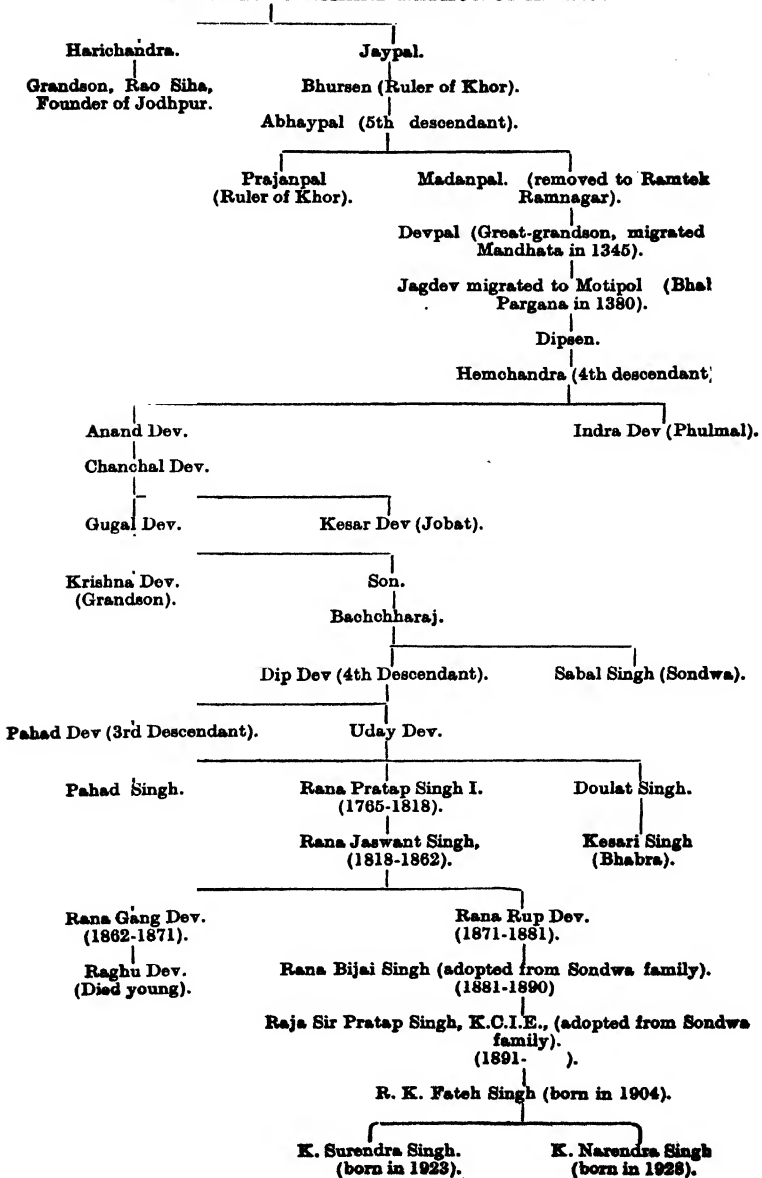 Harichandra. Jaypal.
Grandson, Rao Siha, Bhursen (Ruler of Khor).
Founder of Jodhpur.
Abhaypal (5th descendant).
Prajanpal Madanpal. (removed to Ramtek
(Ruler of Khor). Ramnagar).
Devpal (Great-grandson, migrated
Mandhata in 1345).
Jagdev migrated to Motipol (Bhal
Pargana in 1380).
Dipsen.
Hemchandra (4th descendant)
Anand Dev. Indra Dev (Phulmal).
Chanchal Dev.
Gugal Dev. Kesar Dev (Jobat).
Krishna Dev. Son.
(Grandson).
Bachchharaj.
Dip Dev (4th Descendant). Sabal Singh (Sondwa).
Pahad Dev (3rd Descendant). Uday Dev.
Pahad Singh. Rana Pratap Singh I. Doulat Singh.
(1765-1818).
Rana Jaswant Singh, Kesari Singh
(1818-1862). (Bhabra).
Rana Gang Dev. Rana Rup Dev.
(1862-1871). (1871-1881).
Raghu Dev. Rana Bijai Singh (adopted from Sondwa family).
(Died young). (1881-1890)
Raja Sir Pratap Singh, K.C.I.E., (adopted from Sondwa
family).
(1891- ).
R. K. Fateh Singh (born in 1904).
K. Surendra Singh. K. Narendra Singh
(born in 1923). (born in 1928).